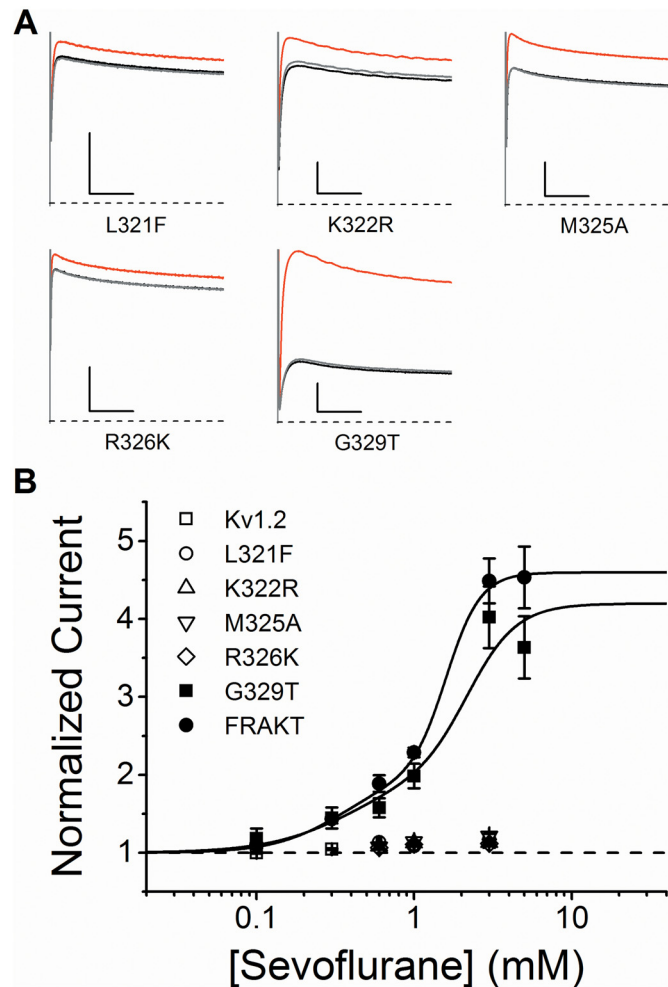 A
L321F
K322R
M325A
R326K
G329T
B
Normalized Current
5
4
3
2
1
Kv1.2
L321F
K322R
M325A
R326K
G329T
FRAKT
0.1
1
10
[Sevoflurane] (mM)